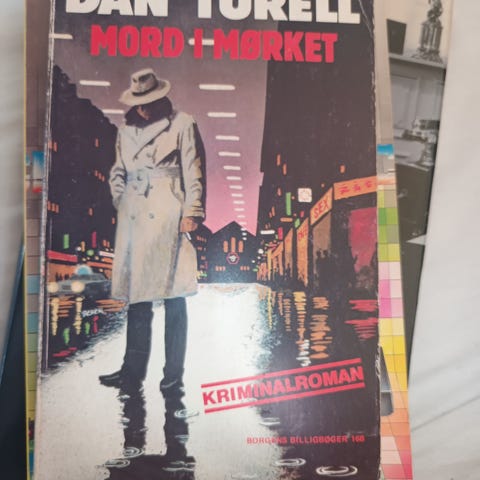 DAN TURELL
MORD I MØRKET
SEX
KRIMINALROMAN
BORGENS BILLIGBØGER 168